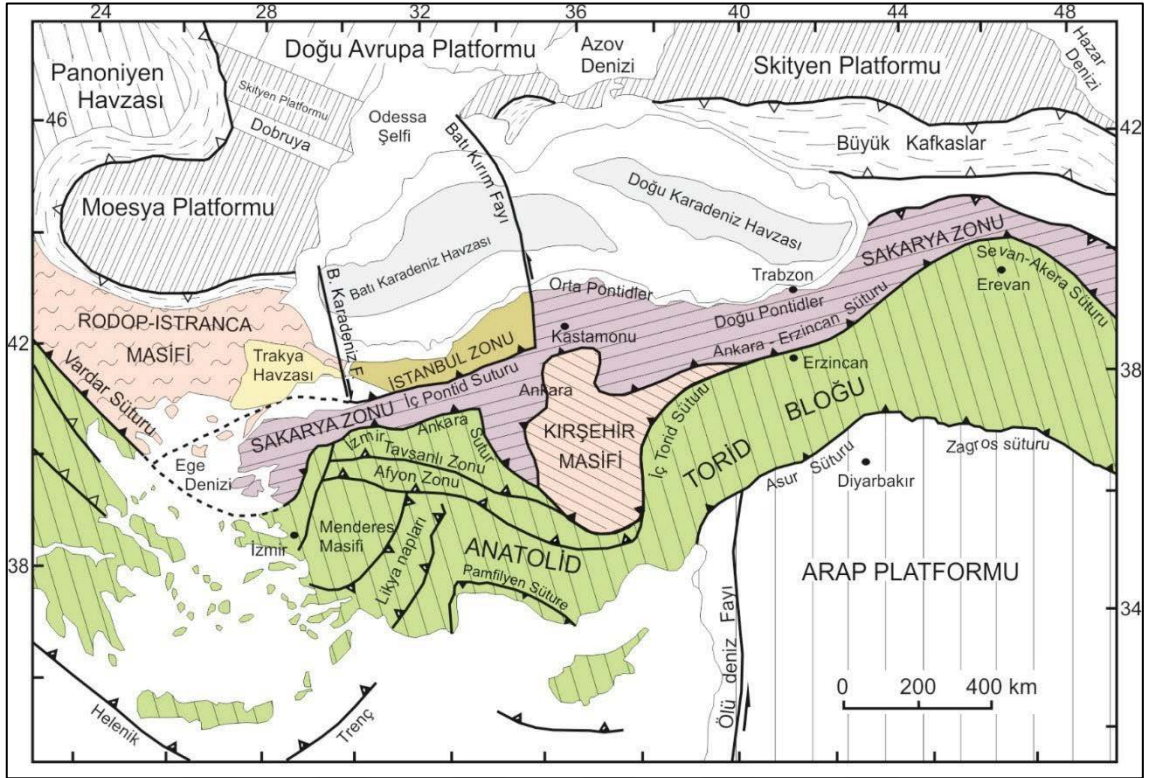 24
28
32
36
40
44
48
Panoniyen
Havzası
Skityen Platformu
Dobruya
Doğu Avrupa Platformu
Azov
Denizi
Skityen Platformu
Hazar
Denizi
46
42
Odessa
Şelfi
Batı Kırım Fayı
Büyük Kafkaslar
Moesya Platformu
Doğu Karadeniz Havzası
Batı Karadeniz Havzası
B. Karadeniz F.
SAKARYA ZONU
Sevan-Akera Süturu
Erevan
Trabzon
Orta Pontidler
Doğu Pontidler
RODOP-ISTRANCA
MASİFİ
Trakya
Havzası
İSTANBUL ZONU
Kastamonu
Ankara - Erzincan Süturu
Erzincan
42
38
Vardar Süturu
SAKARYA ZONU
İç Pontid Suturu
Ankara
KIRŞEHİR
MASİFİ
İç Torid Süturu
TORİD
BLOĞU
Ege
Denizi
İzmir
Ankara
Sutur
Tavsanlı Zonu
Afyon Zonu
Asur Süturu
Zagros süturu
Diyarbakır
İzmir
Menderes
Masifi
Likya napları
ANATOLİD
Pamfilyen Süture
38
34
ARAP PLATFORMU
Ölü deniz Fayı
0 200 400 km
Helenik
Trenç